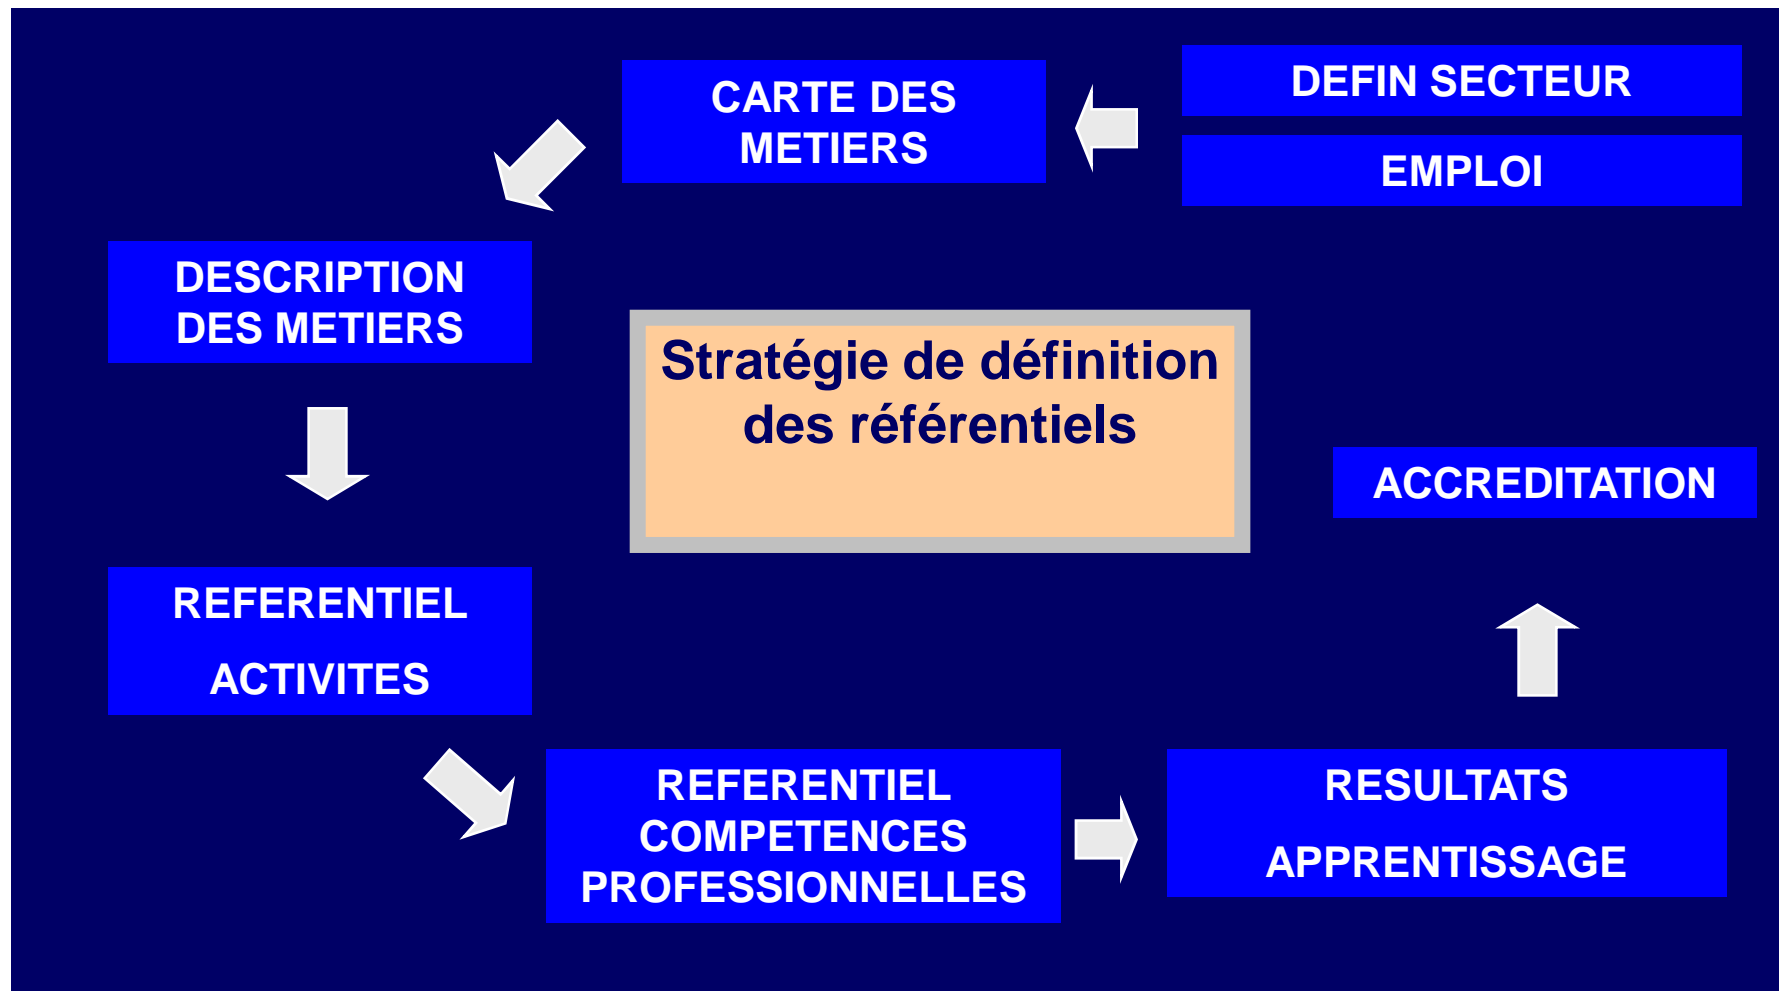 DEFIN SECTEUR
EMPLOI
CARTE DES
METIERS
DESCRIPTION
DES METIERS
Stratégie de définition
des référentiels
ACCREDITATION
REFERENTIEL
ACTIVITES
REFERENTIEL
COMPETENCES
PROFESSIONNELLES
RESULTATS
APPRENTISSAGE